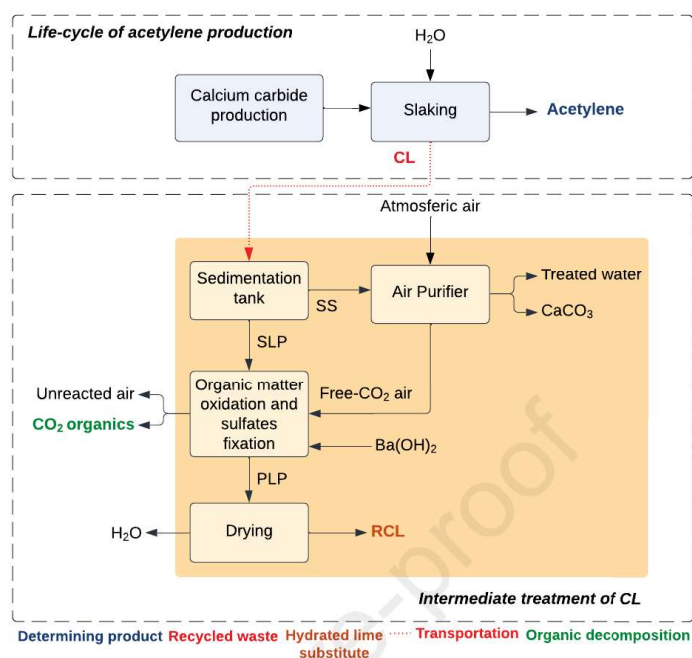 Life-cycle of acetylene production
H₂O
Calcium carbide
production
Slaking
Acetylene
CL
Atmosferic air
Sedimentation
tank
SS
Air Purifier
Treated water
CaCO₃
SLP
Organic matter
oxidation and
sulfates
fixation
Unreacted air
CO₂ organics
Free-CO₂ air
Ba(OH)₂
PLP
H₂O
Drying
RCL
e-proof
Intermediate treatment of CL
Determining product Recycled waste Hydrated lime Transportation Organic decomposition
substitute